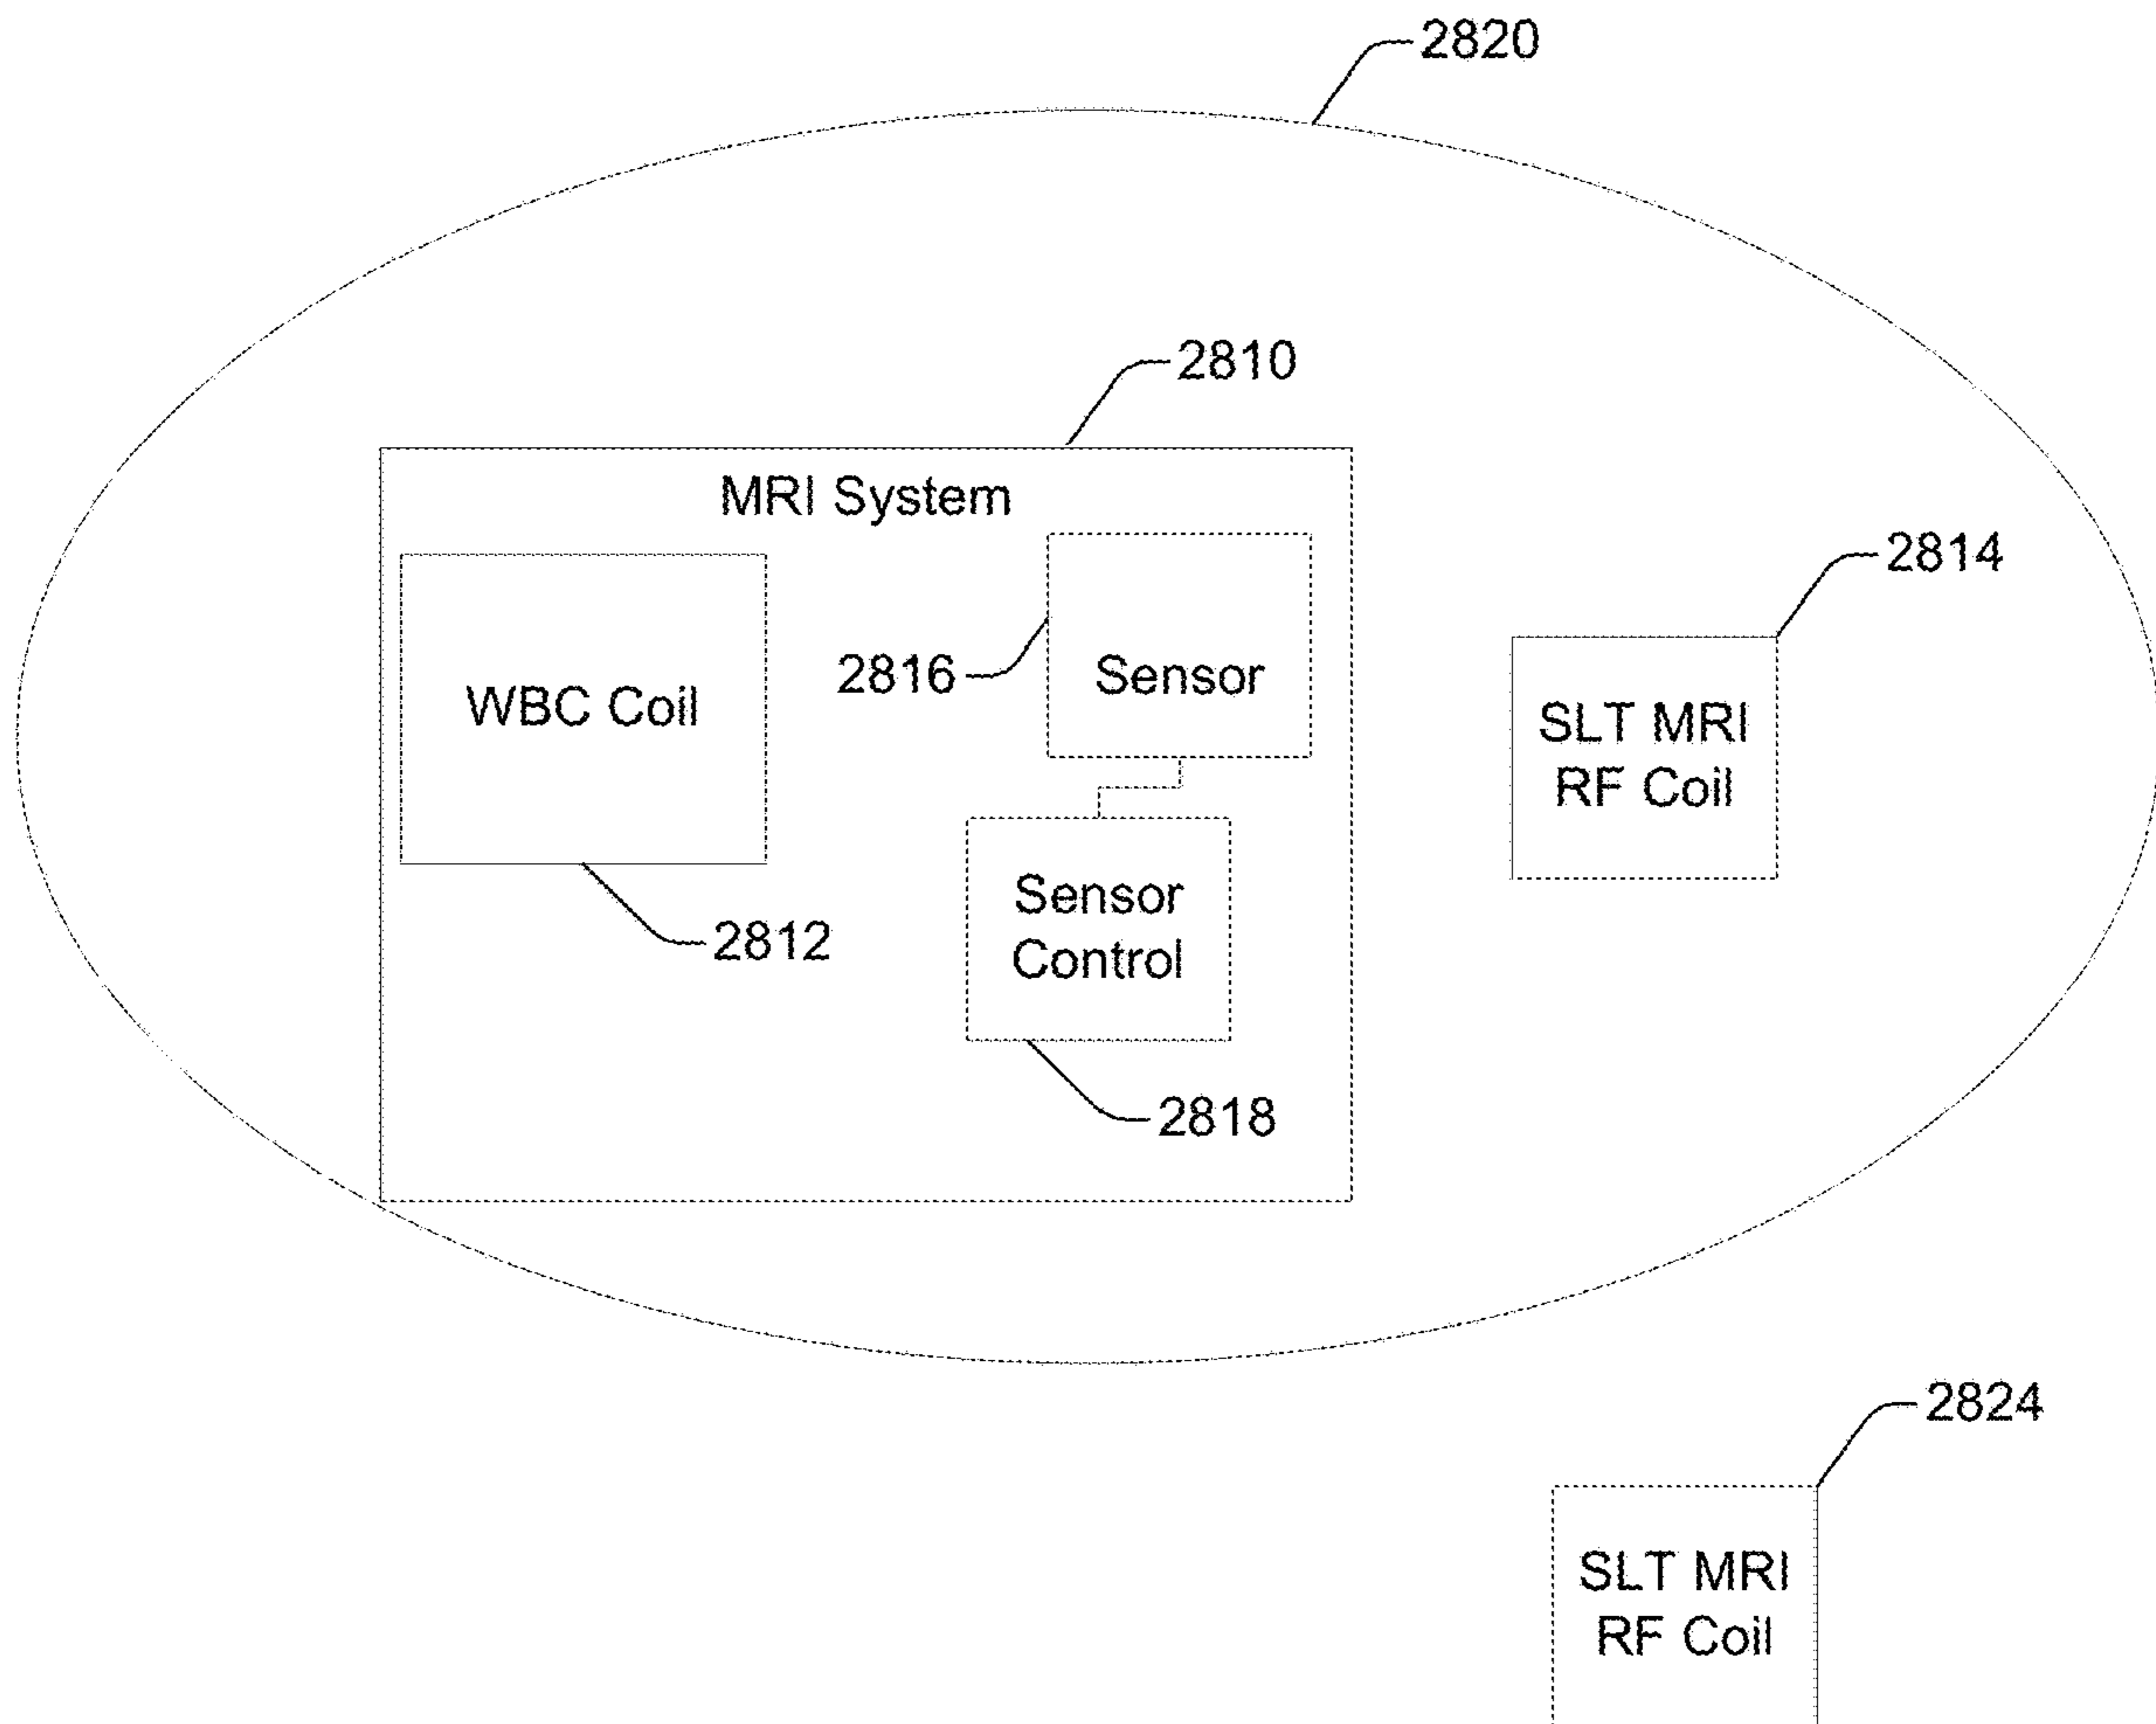 2820
2810
MRI System
2814
2816
Sensor
WBC Coil
SLT MRI
RF Coil
Sensor
Control
2812
2818
2824
SLT MRI
RF Coil